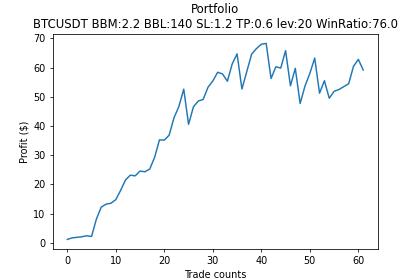 Portfolio
BTCUSDT BBM:2.2 BBL:140 SL:1.2 TP:0.6 lev:20 WinRatio:76.0
70
60
50
40
30
20
10
0
Profit ($)
0 10 20 30 40 50 60
Trade counts